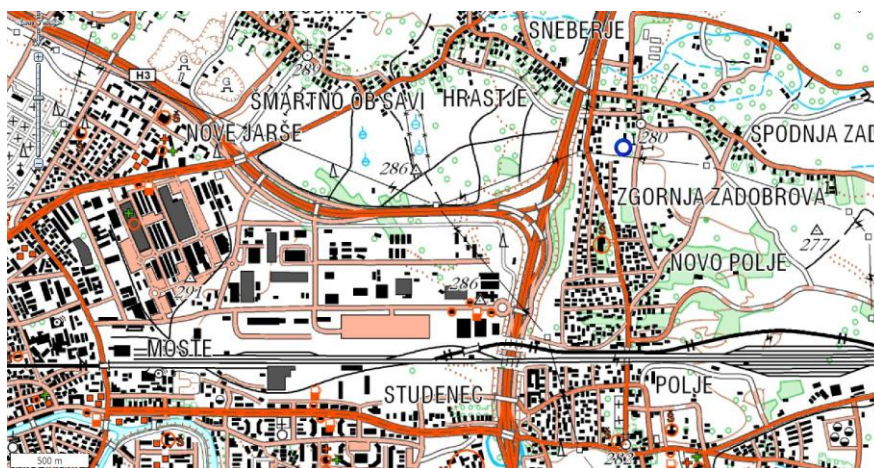 SNEBERJE
H3
280
ŠMARTNO OB SAVI
HRASTJE
NOVE JARŠE
280
SPODNJA ZAD
286
ZGORNJA ZADOBROVA
277
NOVO POLJE
291
286
MOSTE
STUDENEC
POLJE
Š
282
500 m